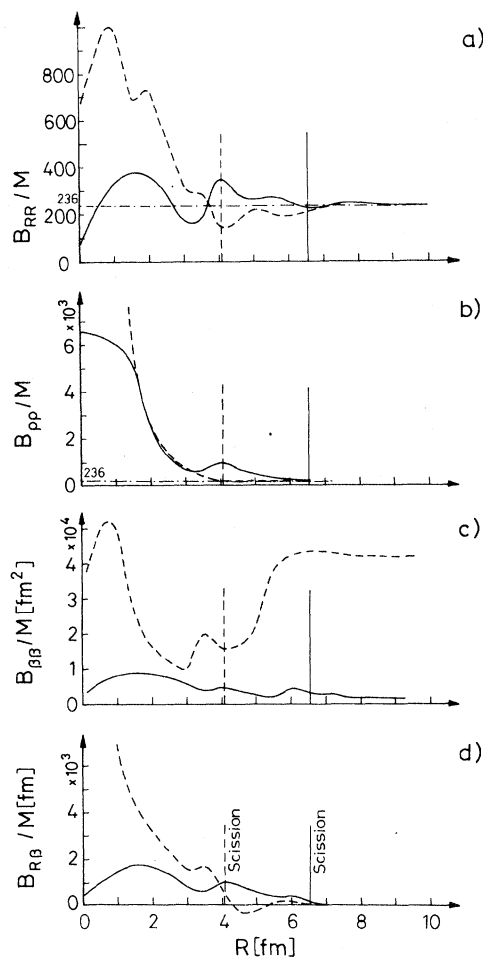 a)
800
600
400
236
200
0
B_RR / M
b)
×10³
6
4
2
236
0
B_ρρ / M
c)
×10⁴
4
3
2
1
0
B_ββ / M [fm²]
d)
×10³
4
2
0
B_Rβ / M [fm]
Scission
Scission
0 2 4 6 8 10
R [fm]